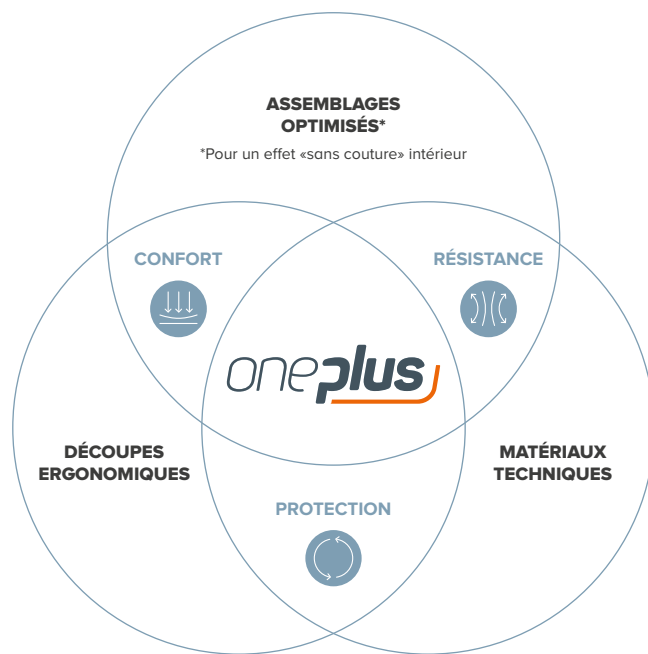 ASSEMBLAGES
OPTIMISÉS*
*Pour un effet «sans couture» intérieur
CONFORT
RÉSISTANCE
oneplus
DÉCOUPES
ERGONOMIQUES
MATÉRIAUX
TECHNIQUES
PROTECTION